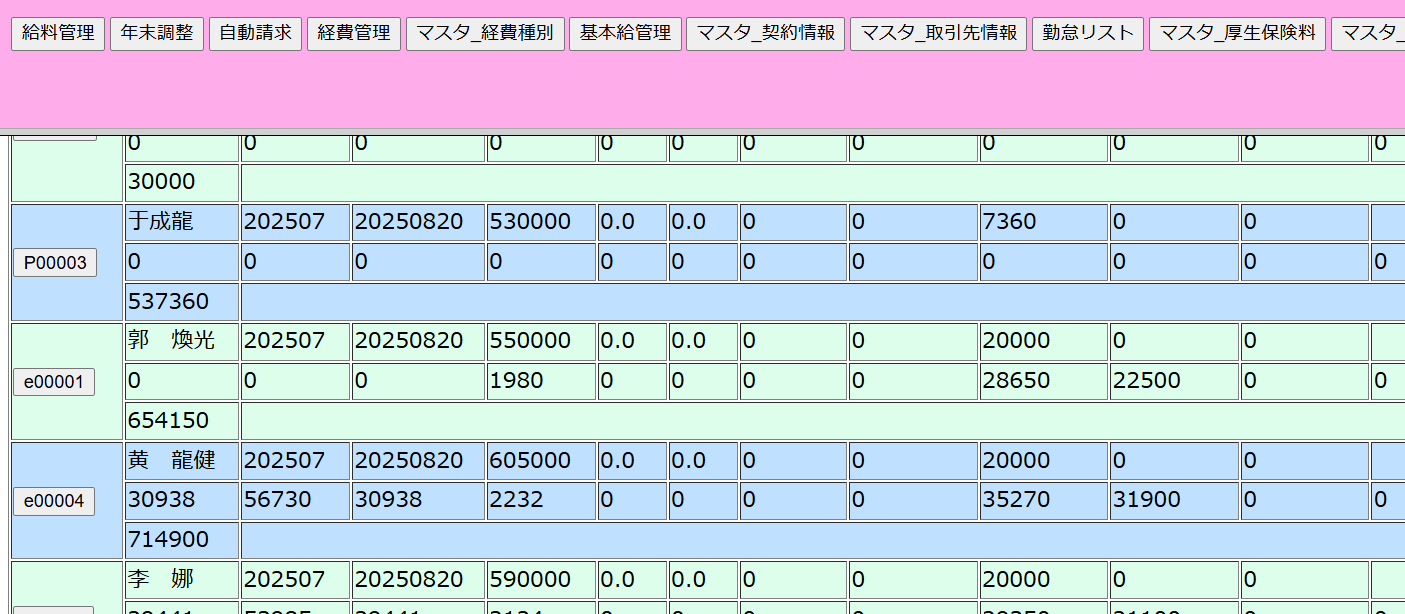 給料管理 年末調整 自動請求 経費管理 マスタ_経費種別 基本給管理 マスタ_契約情報 マスタ_取引先情報 勤怠リスト マスタ_厚生保険料 マスタ_
0 0 0 0 0 0 0 0 0 0 0 0
30000
于成龍 202507 20250820 530000 0.0 0.0 0 0 7360 0 0
P00003 0 0 0 0 0 0 0 0 0 0 0 0
537360
郭　煥光 202507 20250820 550000 0.0 0.0 0 0 20000 0 0
e00001 0 0 0 1980 0 0 0 0 28650 22500 0 0
654150
黄　龍健 202507 20250820 605000 0.0 0.0 0 0 20000 0 0
e00004 30938 56730 30938 2232 0 0 0 0 35270 31900 0 0
714900
李　娜 202507 20250820 590000 0.0 0.0 0 0 20000 0 0